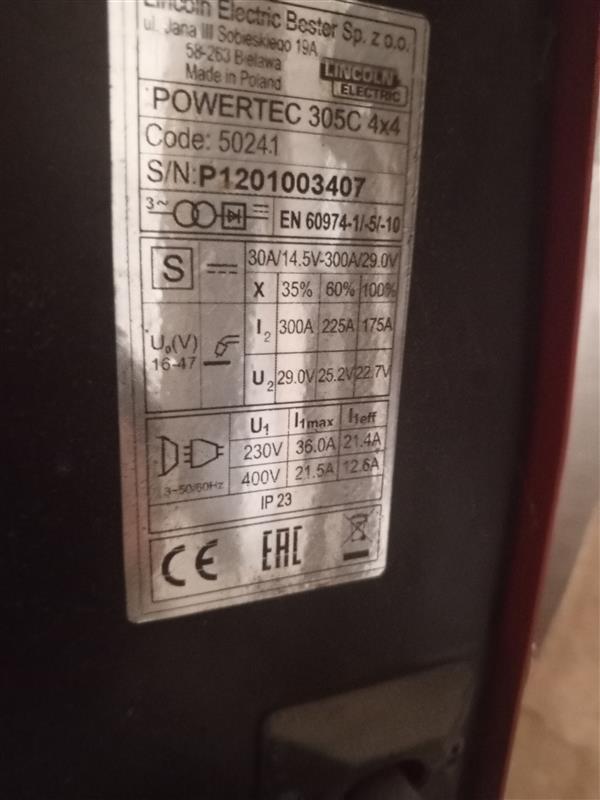 Lincoln Electric Bester Sp. z o.o.
ul. Jana III Sobieskiego 19A
58-263 Bielawa
Made in Poland
LINCOLN
ELECTRIC
POWERTEC 305C 4x4
Code: 50241
S/N:P1201003407
3~
EN 60974-1/-5/-10
S
30A/14.5V-300A/29.0V
X 35% 60% 100%
U₀(V)
16-47
I₂ 300A 225A 175A
U₂ 29.0V 25.2V 22.7V
U₁ I₁max I₁eff
230V 36.0A 21.4A
400V 21.5A 12.6A
3~50/60Hz
IP 23
CE EAC